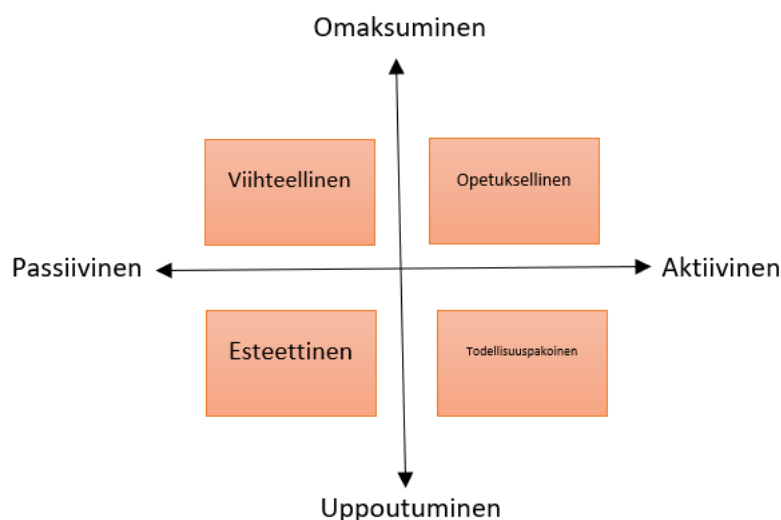 Omaksuminen
Viihteellinen
Opetuksellinen
Passiivinen
Aktiivinen
Esteettinen
Todellisuuspakoinen
Uppoutuminen